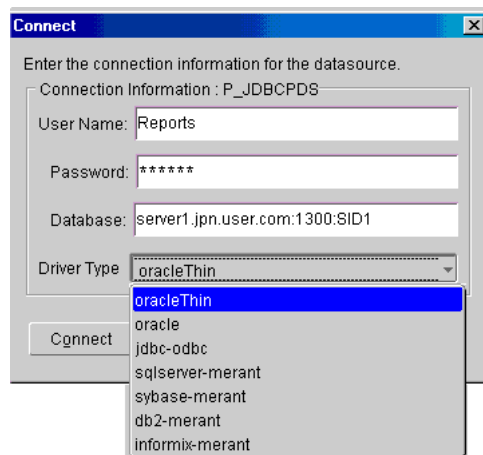 Connect
Enter the connection information for the datasource.
Connection Information : P_JDBCPDS
User Name: Reports
Password: ******
Database: server1.jpn.user.com:1300:SID1
Driver Type oracleThin
oracleThin
oracle
Connect
jdbc-odbc
sqlserver-merant
sybase-merant
db2-merant
informix-merant